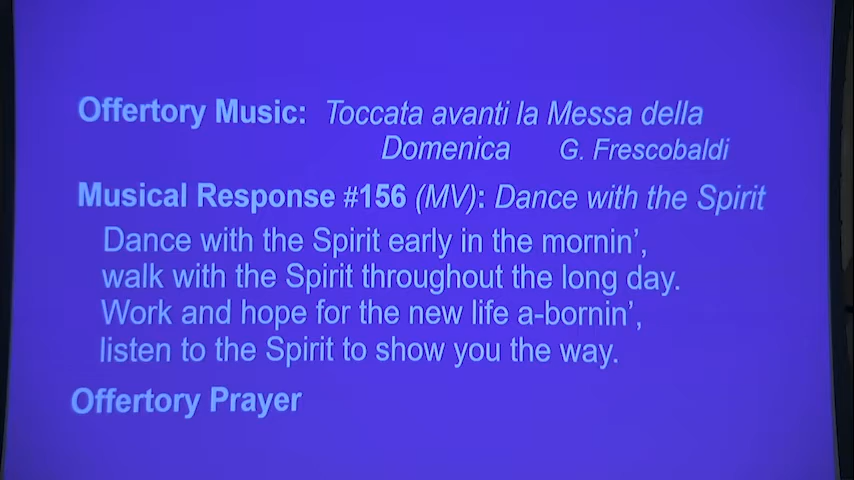 Offertory Music: Toccata avanti la Messa della
Domenica G. Frescobaldi
Musical Response #156 (MV): Dance with the Spirit
Dance with the Spirit early in the mornin’,
walk with the Spirit throughout the long day.
Work and hope for the new life a-bornin’,
listen to the Spirit to show you the way.
Offertory Prayer